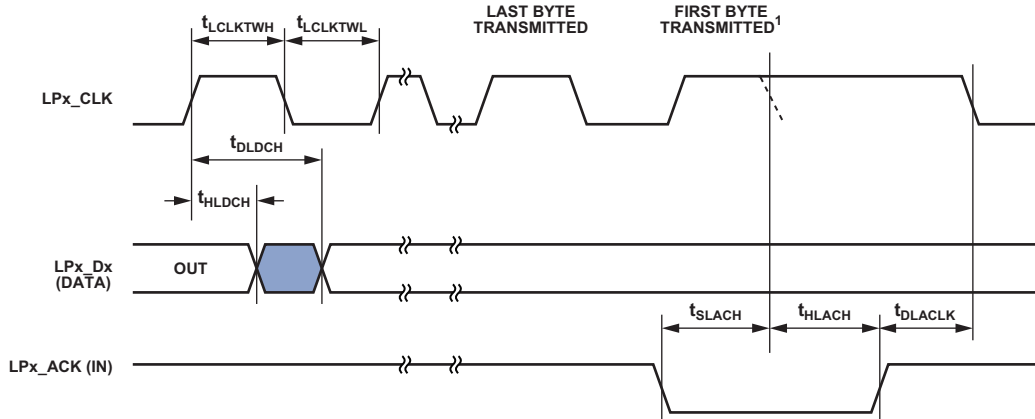 tLCLKTWH
tLCLKTWL
LAST BYTE
TRANSMITTED
FIRST BYTE
TRANSMITTED1
LPx_CLK
tDLDCH
tHLDCH
LPx_Dx
(DATA)
OUT
tSLACH
tHLACH
tDLACLK
LPx_ACK (IN)